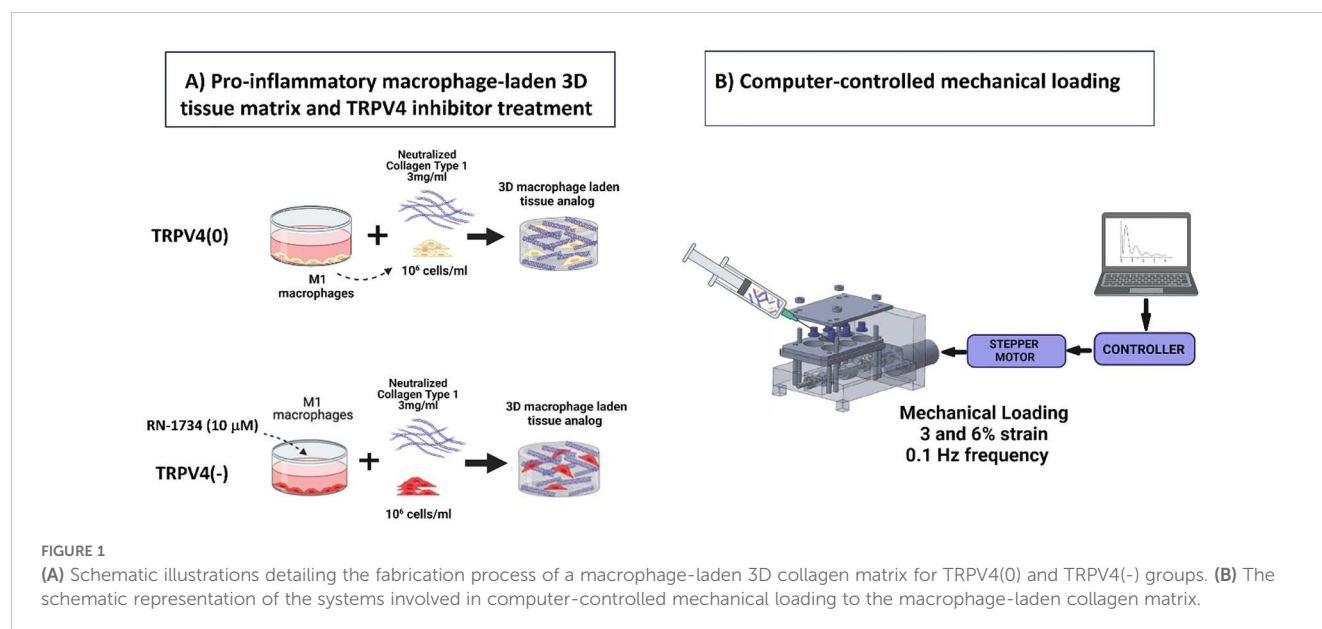 A) Pro-inflammatory macrophage-laden 3D
tissue matrix and TRPV4 inhibitor treatment
B) Computer-controlled mechanical loading
TRPV4(0)
M1
macrophages
+
Neutralized
Collagen Type 1
3mg/ml
10⁶ cells/ml
3D macrophage laden
tissue analog
RN-1734 (10 μM)
TRPV4(-)
M1
macrophages
+
Neutralized
Collagen Type 1
3mg/ml
10⁶ cells/ml
3D macrophage laden
tissue analog
STEPPER
MOTOR
CONTROLLER
Mechanical Loading
3 and 6% strain
0.1 Hz frequency
FIGURE 1
(A) Schematic illustrations detailing the fabrication process of a macrophage-laden 3D collagen matrix for TRPV4(0) and TRPV4(-) groups. (B) The
schematic representation of the systems involved in computer-controlled mechanical loading to the macrophage-laden collagen matrix.